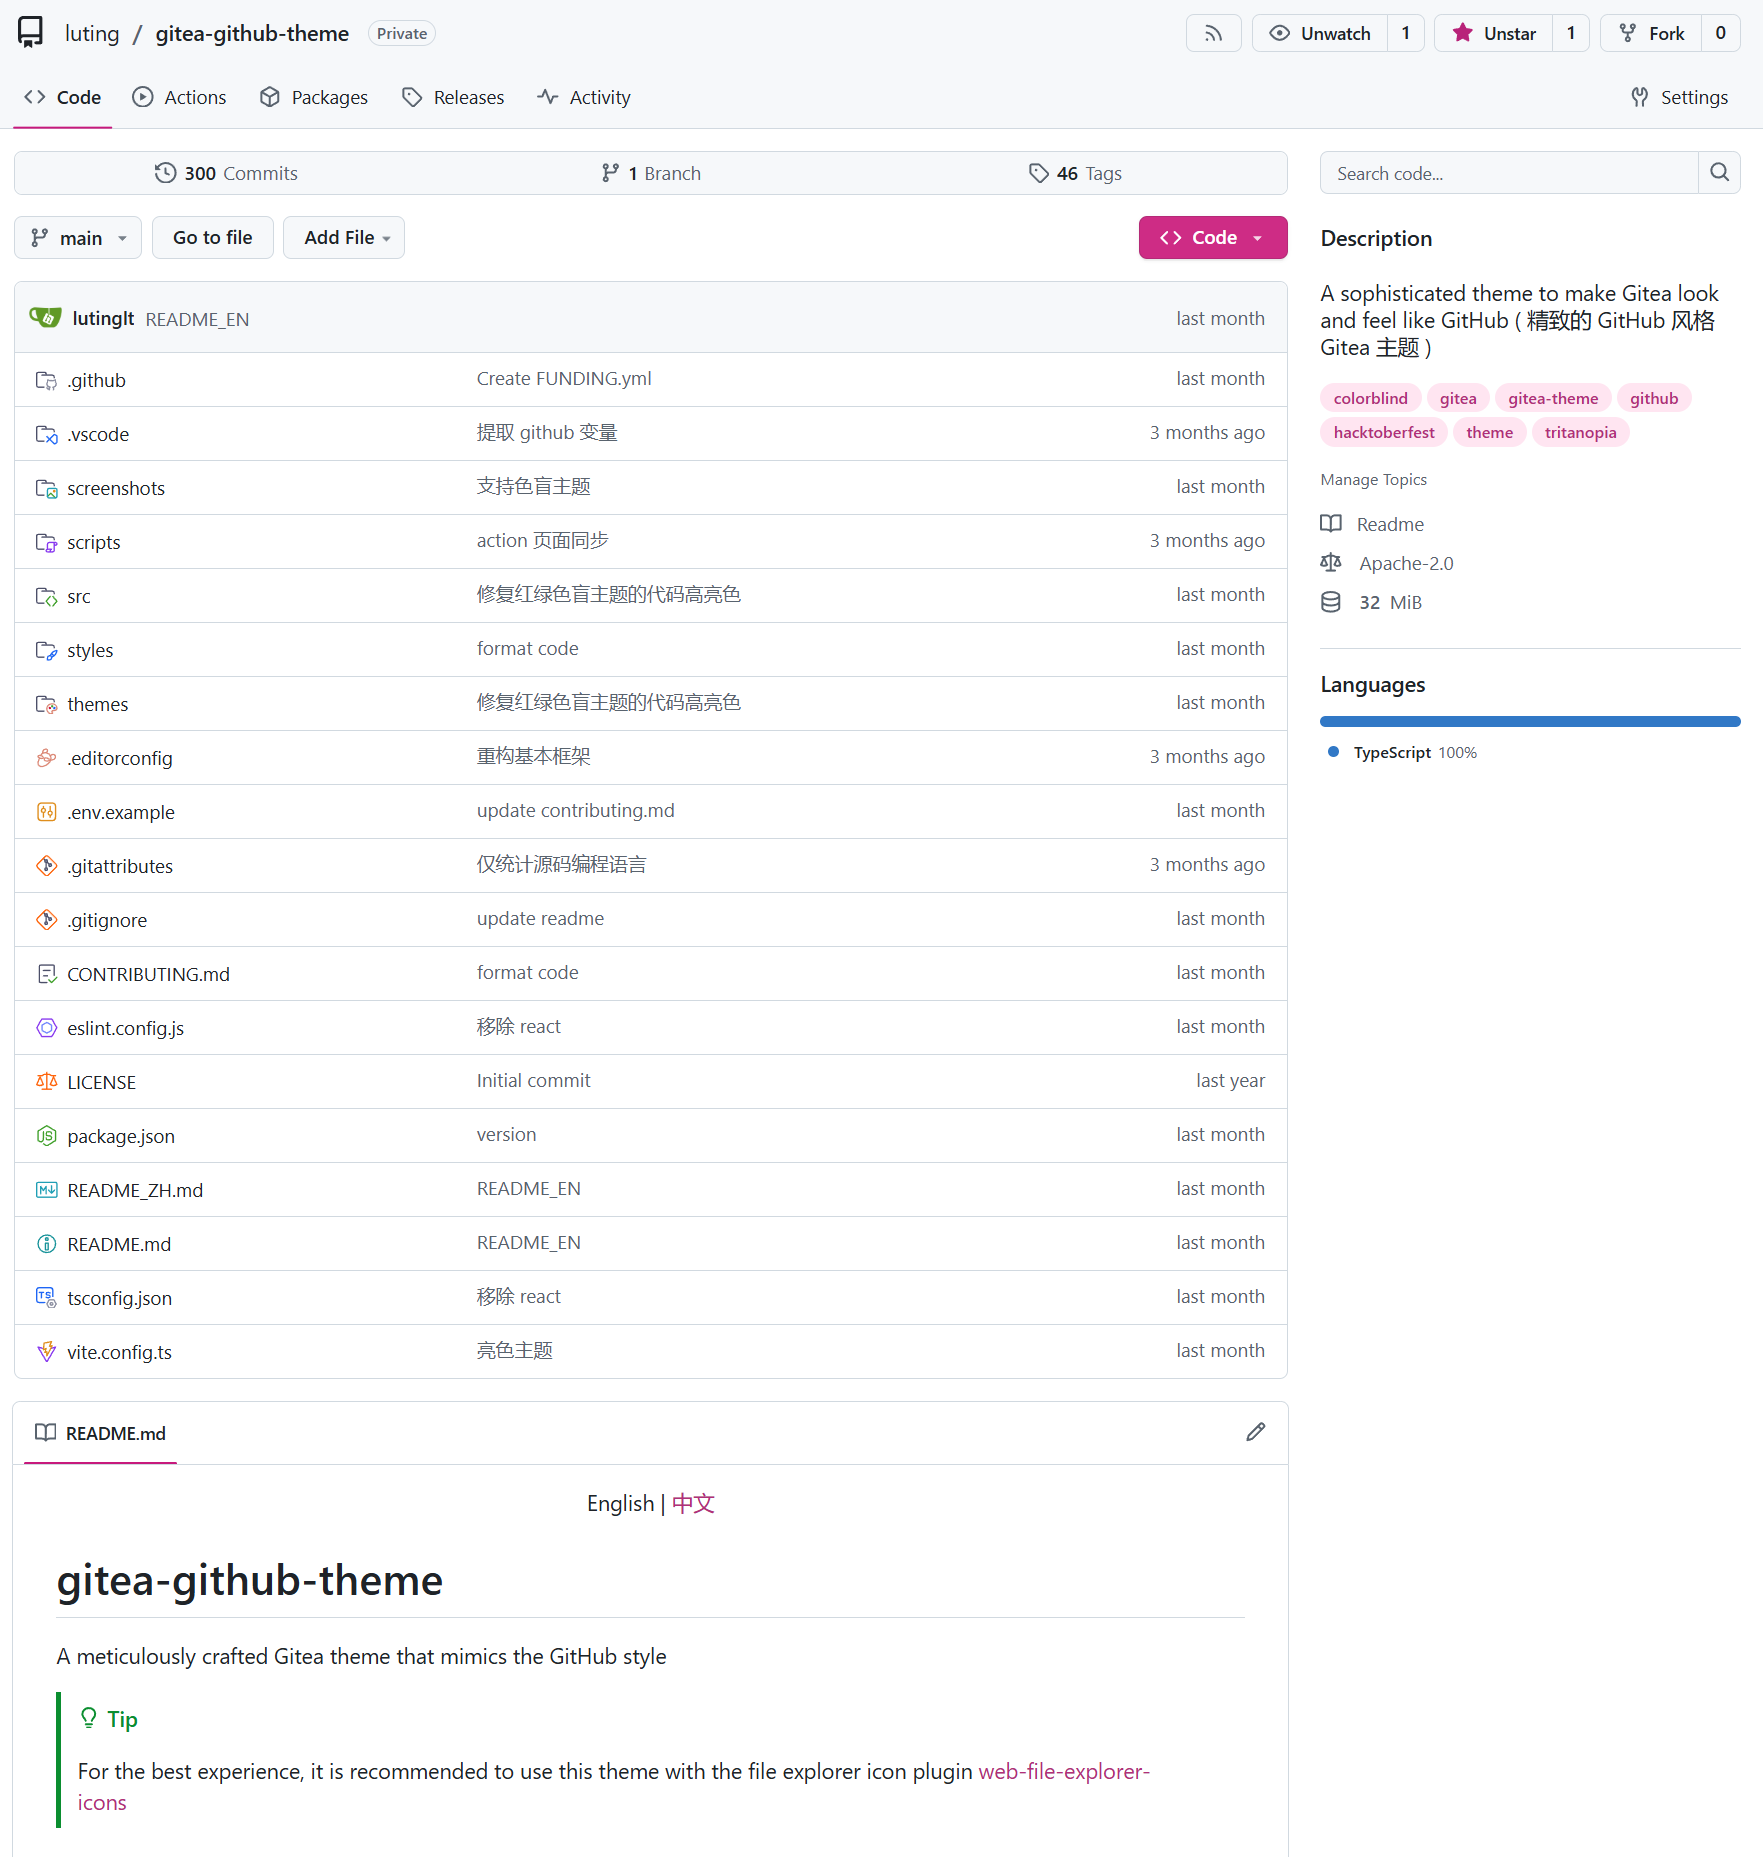 luting / gitea-github-theme Private
Unwatch 1 Unstar 1 Fork 0
Code Actions Packages Releases Activity Settings
300 Commits 1 Branch 46 Tags
Search code...
main Go to file Add File Code
lutinglt README_EN last month
.github Create FUNDING.yml last month
.vscode 提取 github 变量 3 months ago
screenshots 支持色盲主题 last month
scripts action 页面同步 3 months ago
src 修复红绿色盲主题的代码高亮色 last month
styles format code last month
themes 修复红绿色盲主题的代码高亮色 last month
.editorconfig 重构基本框架 3 months ago
.env.example update contributing.md last month
.gitattributes 仅统计源码编程语言 3 months ago
.gitignore update readme last month
CONTRIBUTING.md format code last month
eslint.config.js 移除 react last month
LICENSE Initial commit last year
package.json version last month
README_ZH.md README_EN last month
README.md README_EN last month
tsconfig.json 移除 react last month
vite.config.ts 亮色主题 last month
Description
A sophisticated theme to make Gitea look
and feel like GitHub ( 精致的 GitHub 风格
Gitea 主题 )
colorblind gitea gitea-theme github
hacktoberfest theme tritanopia
Manage Topics
Readme
Apache-2.0
32 MiB
Languages
TypeScript 100%
README.md
English | 中文
gitea-github-theme
A meticulously crafted Gitea theme that mimics the GitHub style
Tip
For the best experience, it is recommended to use this theme with the file explorer icon plugin web-file-explorer-
icons